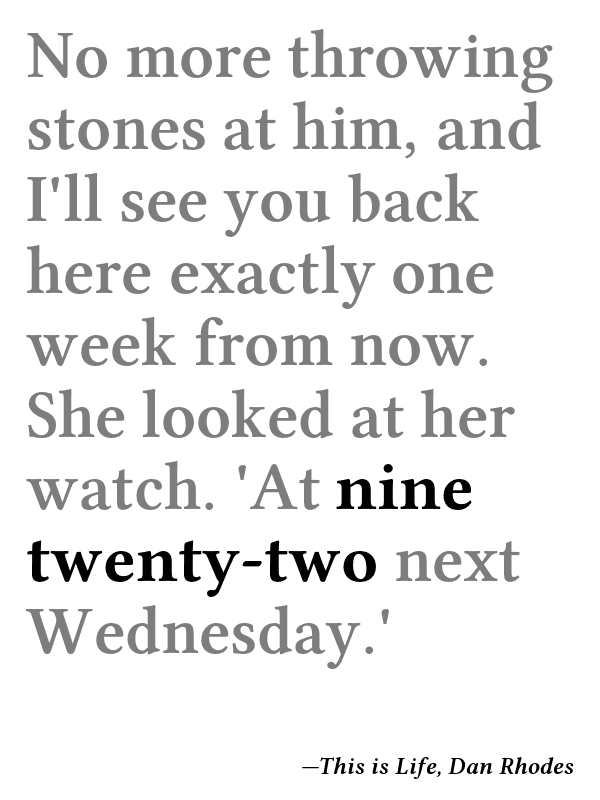 No more throwing
stones at him, and
I'll see you back
here exactly one
week from now.
She looked at her
watch. 'At nine
twenty-two next
Wednesday.'
—This is Life, Dan Rhodes